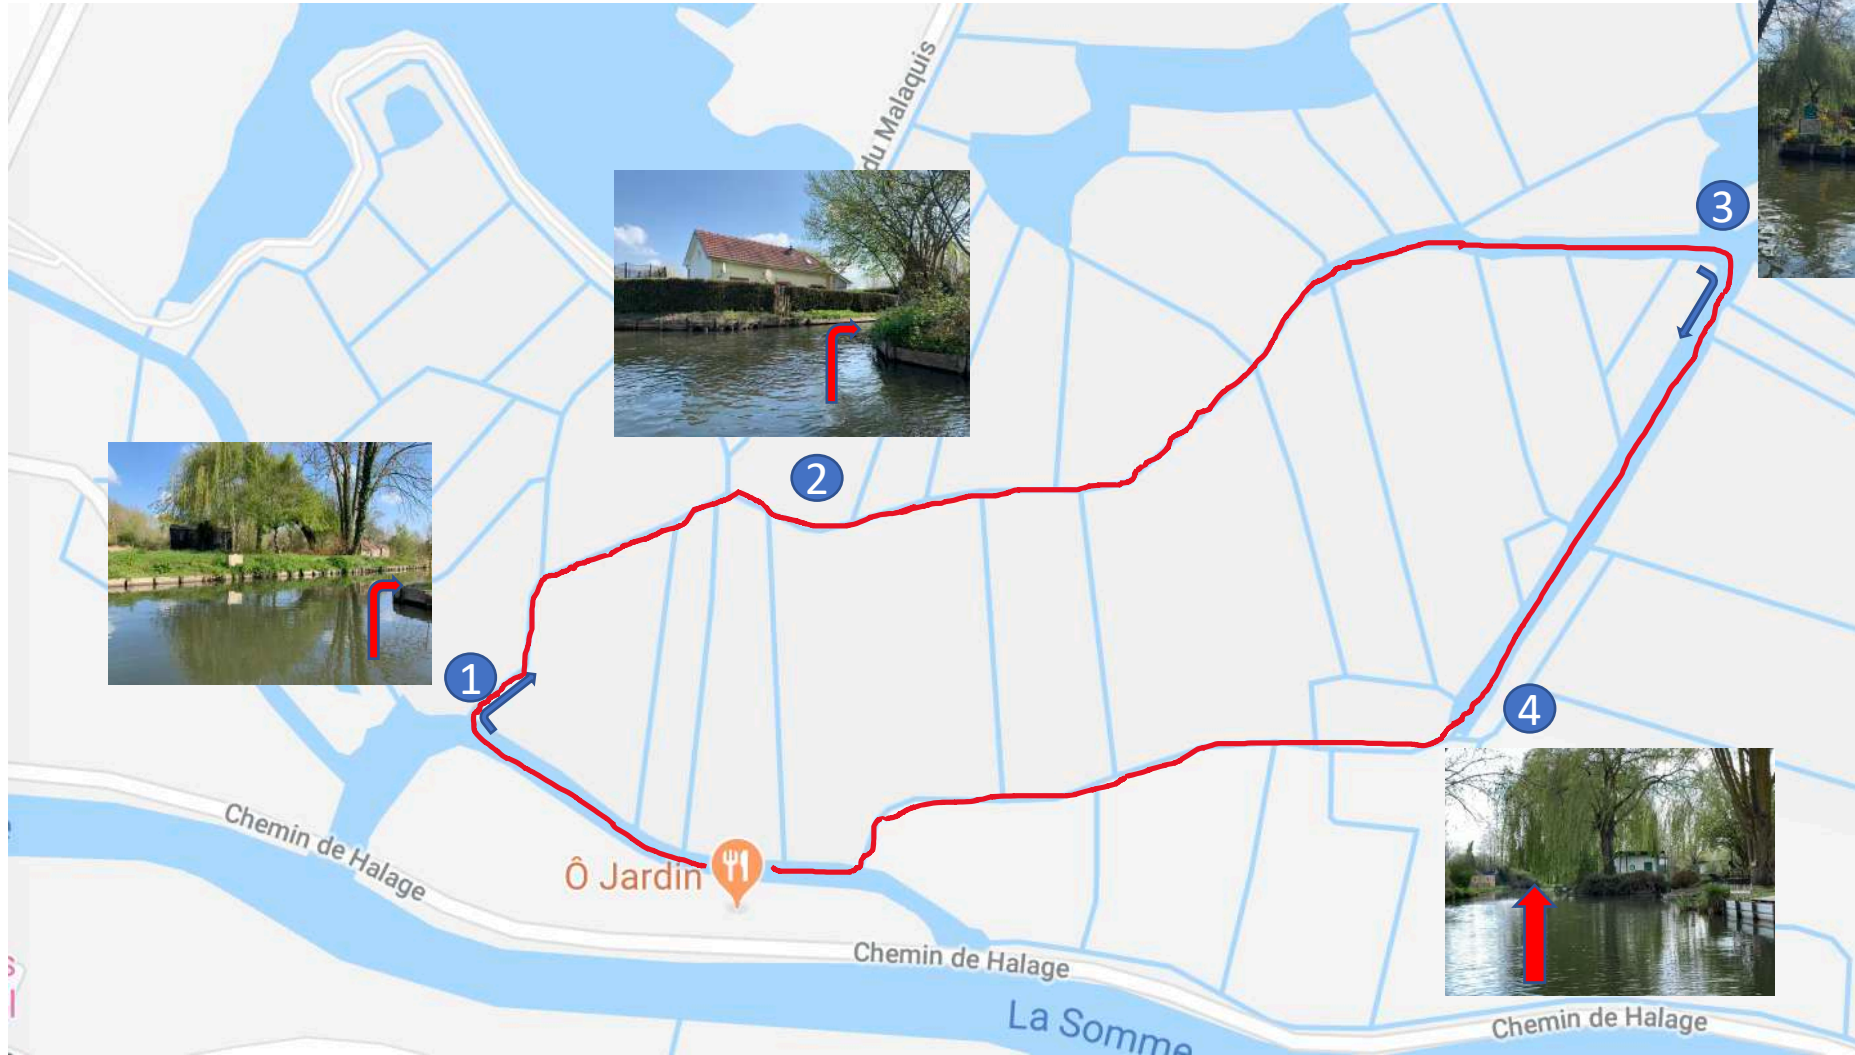 du Malaquis
3
2
1
4
Chemin de Halage
Ô Jardin
Chemin de Halage
La Somme
Chemin de Halage